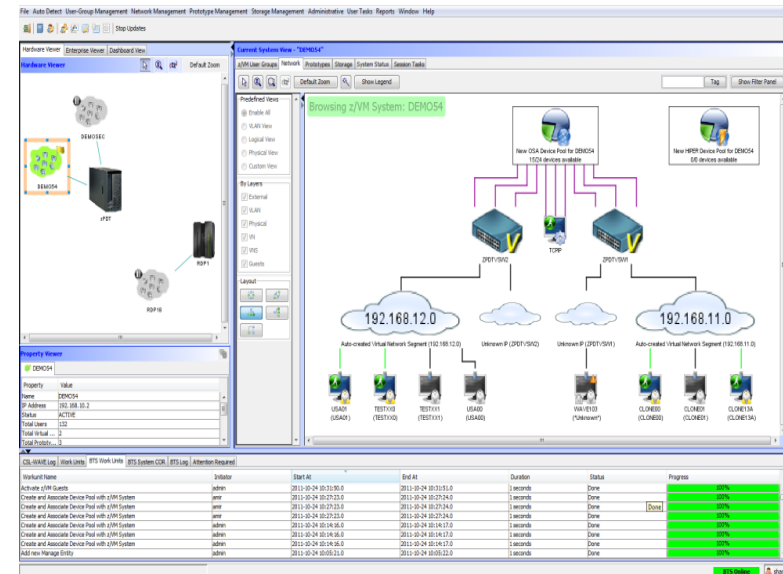 File Auto Detect User-Group Management Network Management Prototype Management Storage Management Administrative User Tasks Reports Window Help
Stop Updates
Hardware Viewer Enterprise Viewer Dashboard View
Hardware Viewer
Default Zoom
DEMOSEC
DEMO54
zPDT
RDP1
RDP16
Property Viewer
DEMO54
Property Value
Name DEMO54
IP Address 192.168.10.2
Status ACTIVE
Total Users 132
Total Virtual ... 2
Total Prototy... 3
Current System View - "DEMO54"
z/VM User Groups Network Prototypes Storage System Status Session Tasks
Default Zoom Show Legend Tag Show Filter Panel
Predefined Views
Enable All
VLAN View
Logical View
Physical View
Custom View
By Layers
External
VLAN
Physical
VN
VNS
Guests
Layout
Browsing z/VM System: DEMO54
New OSA Device Pool for DEMO54
15/24 devices available
New HIPER Device Pool for DEMO54
0/0 devices available
ZPDTVSW2 TCPIP ZPDTVSW1
192.168.12.0 192.168.11.0
Auto-created Virtual Network Segment (192.168.12.0) Unknown IP (ZPDTVSW2) Unknown IP (ZPDTVSW1) Auto-created Virtual Network Segment (192.168.11.0)
USA01 TESTXX0 TESTXX1 USA00 WAVE103 CLONE00 CLONE01 CLONE13A
(USA01) (TESTXX0) (TESTXX1) (USA00) (*Unknown*) (CLONE00) (CLONE01) (CLONE13A)
CSL-WAVE Log Work Units BTS Work Units BTS System COR BTS Log Attention Required
Workunit Name Initiator Start At End At Duration Status Progress
Activate z/VM Guests admin 2011-10-24 10:31:50.0 2011-10-24 10:31:51.0 1 seconds Done 100%
Create and Associate Device Pool with z/VM System amir 2011-10-24 10:27:23.0 2011-10-24 10:27:24.0 1 seconds Done 100%
Create and Associate Device Pool with z/VM System amir 2011-10-24 10:27:23.0 2011-10-24 10:27:24.0 1 seconds Done Done 100%
Create and Associate Device Pool with z/VM System amir 2011-10-24 10:27:23.0 2011-10-24 10:27:24.0 1 seconds Done 100%
Create and Associate Device Pool with z/VM System admin 2011-10-24 10:14:16.0 2011-10-24 10:14:17.0 1 seconds Done 100%
Create and Associate Device Pool with z/VM System admin 2011-10-24 10:14:16.0 2011-10-24 10:14:17.0 1 seconds Done 100%
Create and Associate Device Pool with z/VM System admin 2011-10-24 10:14:16.0 2011-10-24 10:14:17.0 1 seconds Done 100%
Add new Manage Entity admin 2011-10-24 10:05:21.0 2011-10-24 10:05:22.0 1 seconds Done 100%
BTS Online